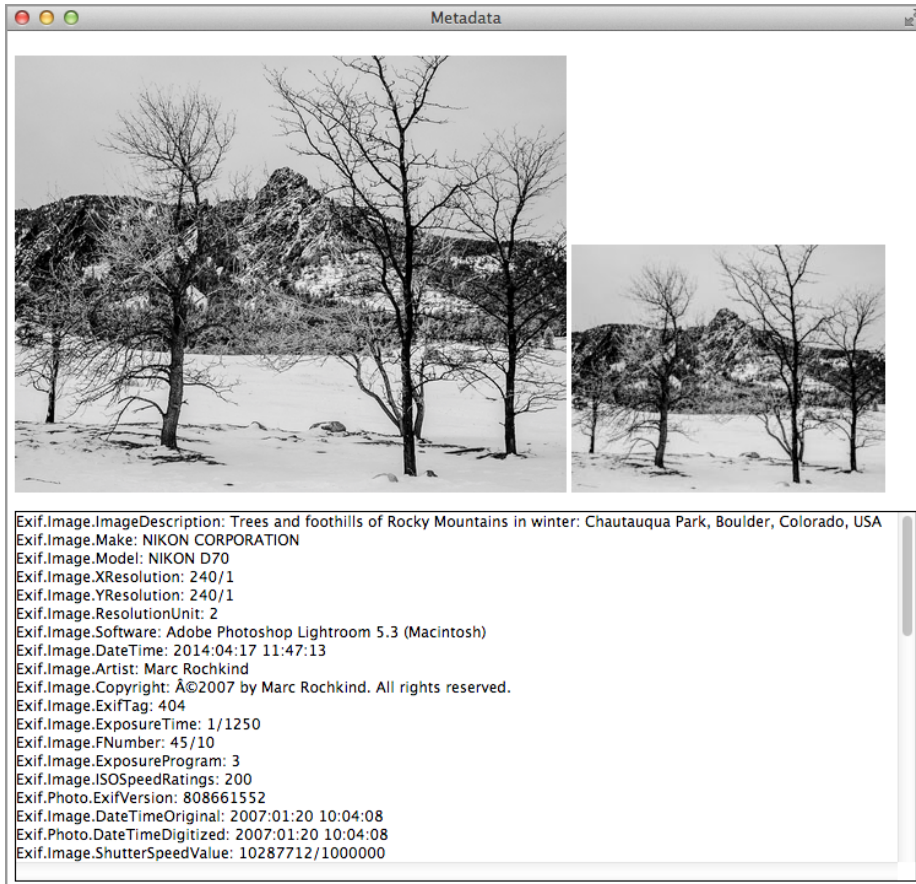 Metadata
Exif.Image.ImageDescription: Trees and foothills of Rocky Mountains in winter: Chautauqua Park, Boulder, Colorado, USA
Exif.Image.Make: NIKON CORPORATION
Exif.Image.Model: NIKON D70
Exif.Image.XResolution: 240/1
Exif.Image.YResolution: 240/1
Exif.Image.ResolutionUnit: 2
Exif.Image.Software: Adobe Photoshop Lightroom 5.3 (Macintosh)
Exif.Image.DateTime: 2014:04:17 11:47:13
Exif.Image.Artist: Marc Rochkind
Exif.Image.Copyright: Â©2007 by Marc Rochkind. All rights reserved.
Exif.Image.ExifTag: 404
Exif.Image.ExposureTime: 1/1250
Exif.Image.FNumber: 45/10
Exif.Image.ExposureProgram: 3
Exif.Image.ISOSpeedRatings: 200
Exif.Photo.ExifVersion: 808661552
Exif.Image.DateTimeOriginal: 2007:01:20 10:04:08
Exif.Photo.DateTimeDigitized: 2007:01:20 10:04:08
Exif.Image.ShutterSpeedValue: 10287712/1000000